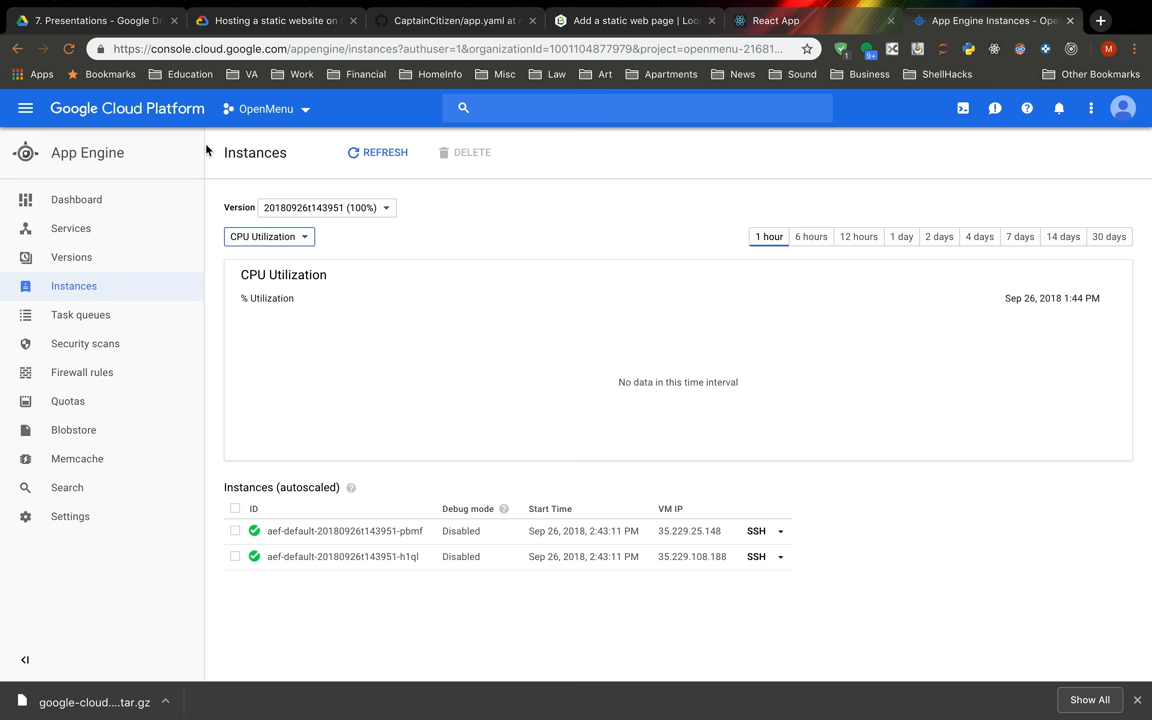 7. Presentations - Google Dr
Hosting a static website on
CaptainCitizen/app.yaml at
Add a static web page | Loo
React App
App Engine Instances - Ope
https://console.cloud.google.com/appengine/instances?authuser=1&organizationId=1001104877979&project=openmenu-21681...
1
9+
M
Apps
Bookmarks
Education
VA
Work
Financial
HomeInfo
Misc
Law
Art
Apartments
News
Sound
Business
ShellHacks
Other Bookmarks
Google Cloud Platform
OpenMenu
App Engine
Instances
REFRESH
DELETE
Dashboard
Services
Versions
Instances
Task queues
Security scans
Firewall rules
Quotas
Blobstore
Memcache
Search
Settings
Version 20180926t143951 (100%)
CPU Utilization
1 hour 6 hours 12 hours 1 day 2 days 4 days 7 days 14 days 30 days
CPU Utilization
% Utilization
Sep 26, 2018 1:44 PM
No data in this time interval
Instances (autoscaled) ?
ID Debug mode ? Start Time VM IP
aef-default-20180926t143951-pbmf Disabled Sep 26, 2018, 2:43:11 PM 35.229.25.148 SSH
aef-default-20180926t143951-h1ql Disabled Sep 26, 2018, 2:43:11 PM 35.229.108.188 SSH
google-cloud....tar.gz
Show All